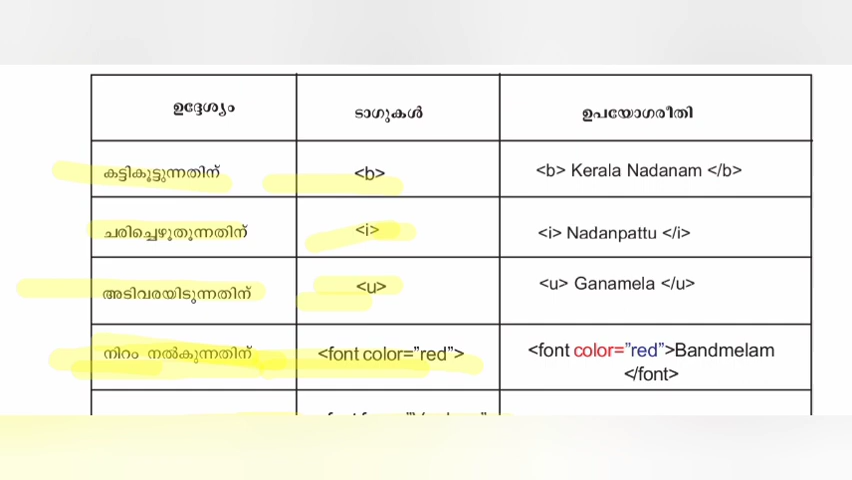 ഉദ്ദേശ്യം ടാഗുകൾ ഉപയോഗരീതി
കട്ടികൂട്ടുന്നതിന് <b> <b> Kerala Nadanam </b>
ചരിച്ചെഴുതുന്നതിന് <i> <i> Nadanpattu </i>
അടിവരയിടുന്നതിന് <u> <u> Ganamela </u>
നിറം നൽകുന്നതിന് <font color=”red”> <font color=”red”>Bandmelam
</font>